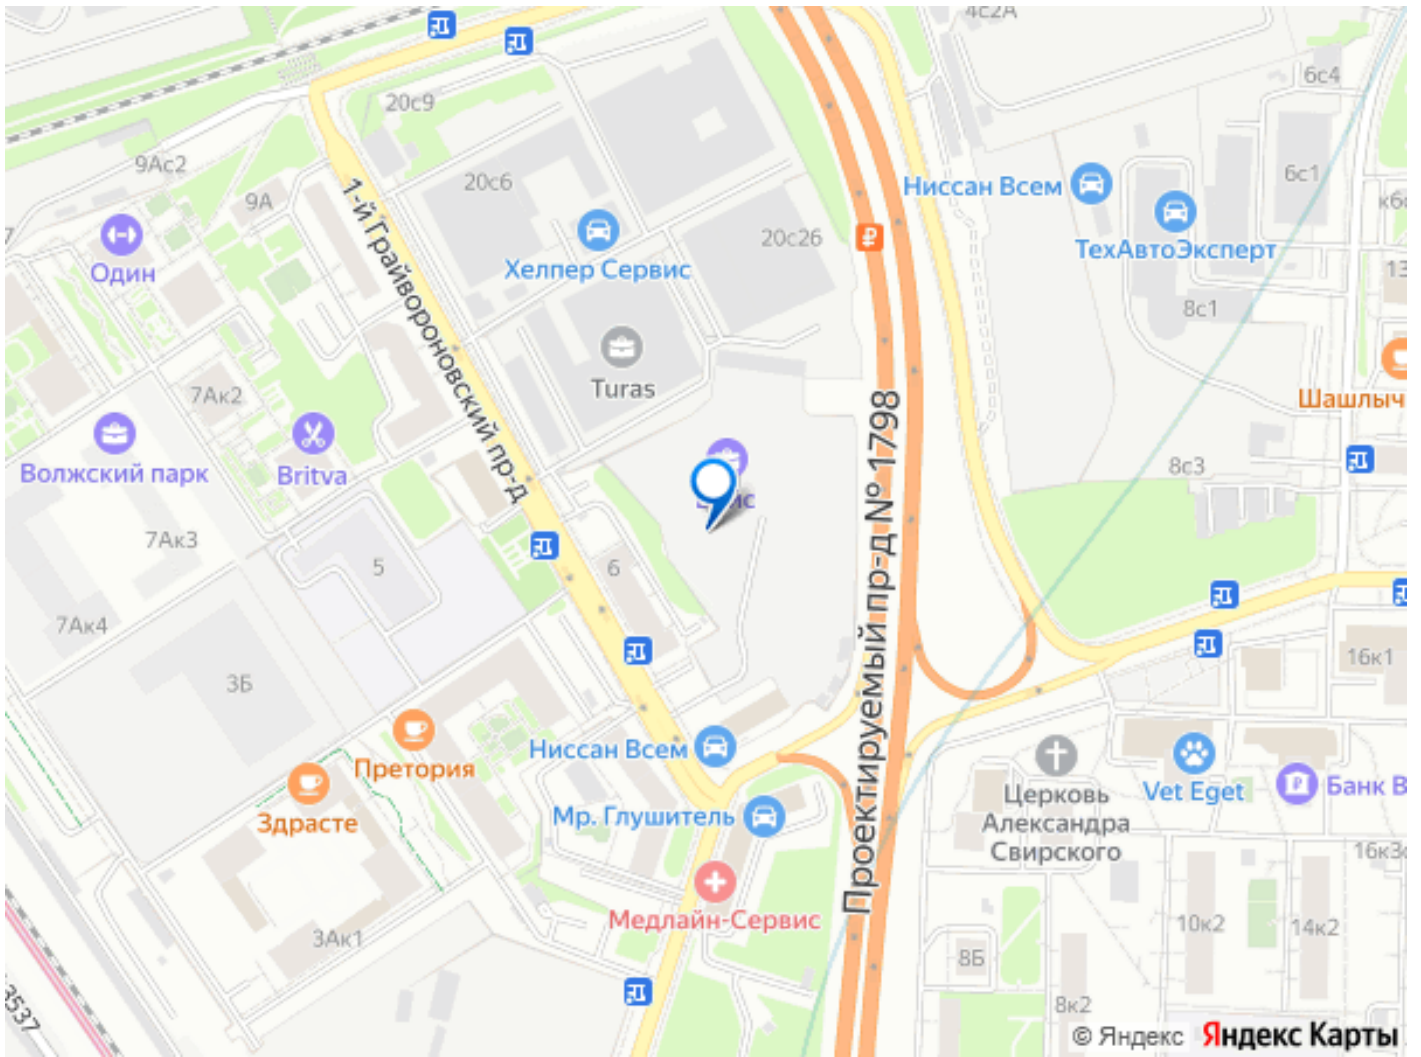 4с2А
6с4
20с9
9Ас2
6с1
20с6
9А
Ниссан Всем
20с26
Один
Хелпер Сервис
ТехАвтоЭксперт
1-й Грайвороновский пр-д
8с1
Turas
7Ак2
Шашлыч
Волжский парк
Britva
8с3
7Ак3
5
6
Проектируемый пр-д № 1798
7Ак4
16к1
3Б
Ниссан Всем
Претория
Vet Eget
Банк В
Церковь
Александра
Свирского
Мр. Глушитель
Здрасте
16к3
Медлайн-Сервис
10к2
14к2
3Ак1
8Б
8к2
3537
© Яндекс Яндекс Карты